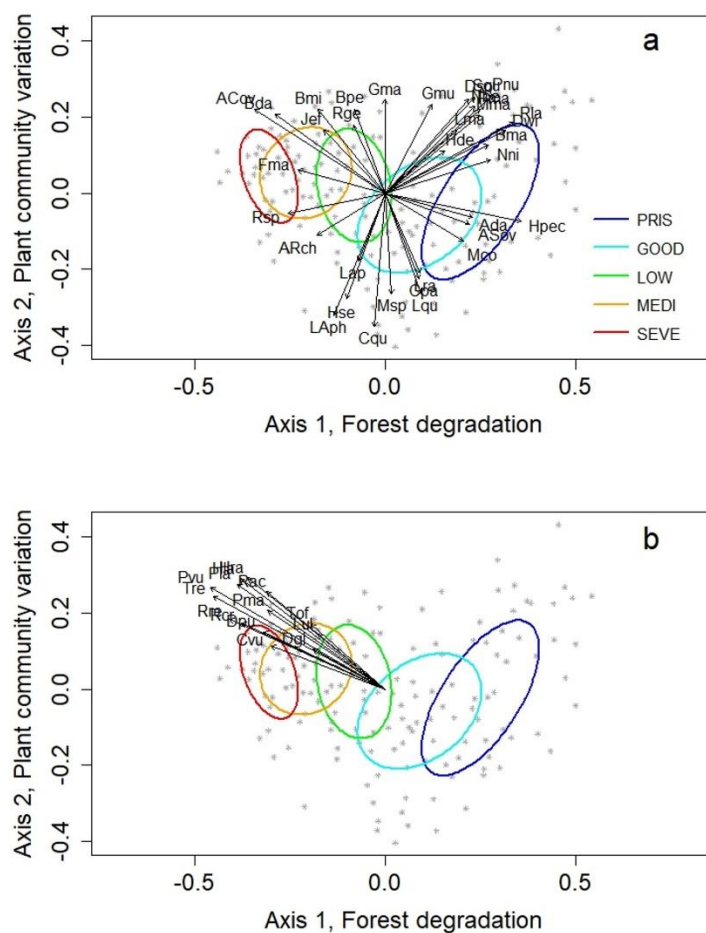 a
0.4
0.2
0.0
-0.2
-0.4
Axis 2, Plant community variation
ACov
Bda
Bmi
Jef
Bpe
Rge
Gma
Gmu
Pnu
Mma
Lma
Hde
Rla
Dwi
Bma
Nni
Fma
Rsp
ARch
Lap
Hse
LAph
Cqu
Msp
Lra
Gpa
Lqu
Ada
ASov
Mco
Hpec
PRIS
GOOD
LOW
MEDI
SEVE
-0.5 0.0 0.5
Axis 1, Forest degradation
b
0.4
0.2
0.0
-0.2
-0.4
Axis 2, Plant community variation
Pvu
Tre
Rac
Pma
Tof
Cvu
Dgl
-0.5 0.0 0.5
Axis 1, Forest degradation